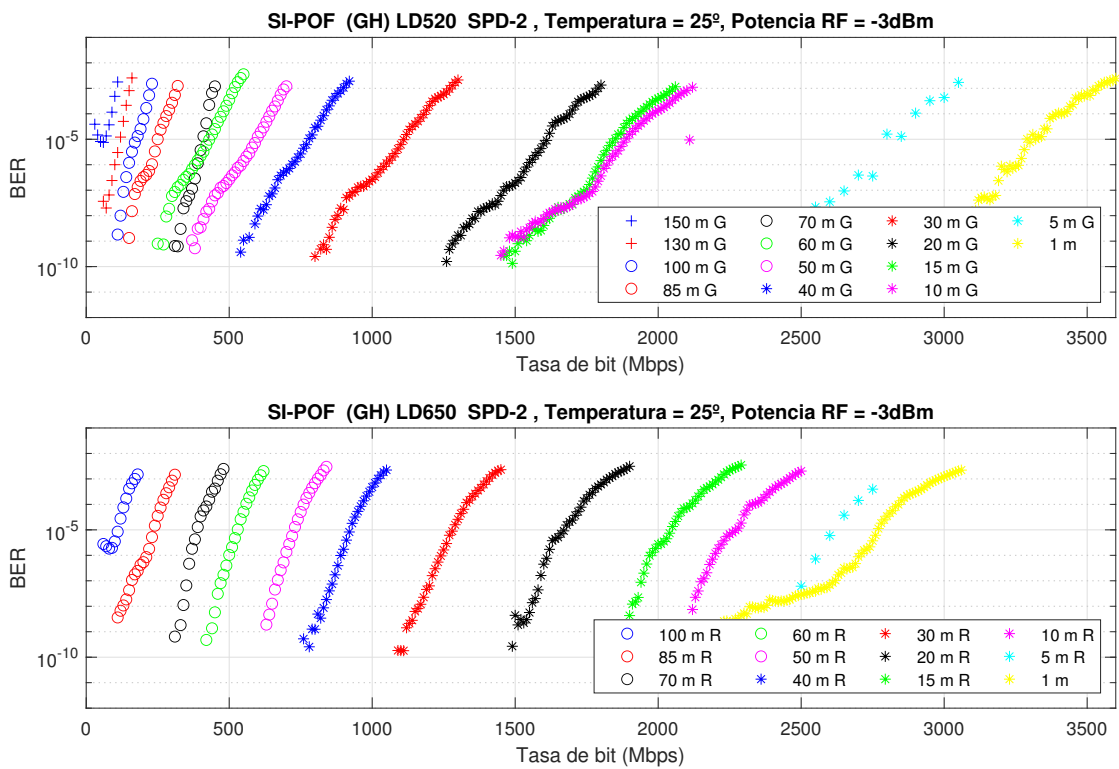 SI-POF (GH) LD520 SPD-2 , Temperatura = 25º, Potencia RF = -3dBm
BER
10-5
10-10
150 m G
130 m G
100 m G
85 m G
70 m G
60 m G
50 m G
40 m G
30 m G
20 m G
15 m G
10 m G
5 m G
1 m
0 500 1000 1500 2000 2500 3000 3500
Tasa de bit (Mbps)
SI-POF (GH) LD650 SPD-2 , Temperatura = 25º, Potencia RF = -3dBm
BER
10-5
10-10
100 m R
85 m R
70 m R
60 m R
50 m R
40 m R
30 m R
20 m R
15 m R
10 m R
5 m R
1 m
0 500 1000 1500 2000 2500 3000 3500
Tasa de bit (Mbps)